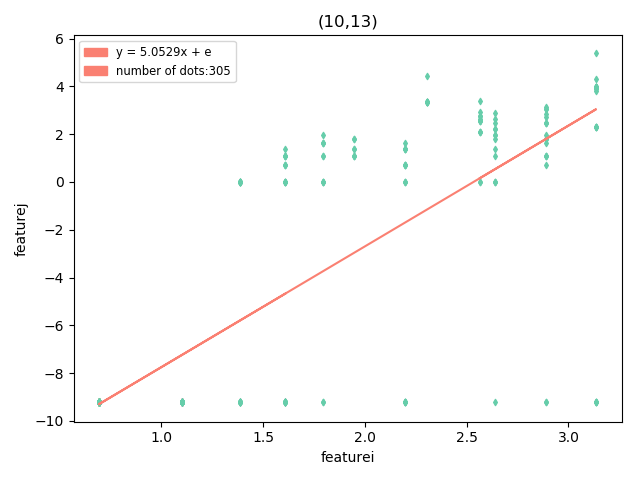 (10,13)
y = 5.0529x + e
number of dots:305
6
4
2
0
−2
−4
−6
−8
−10
featurej
1.0 1.5 2.0 2.5 3.0
featurei